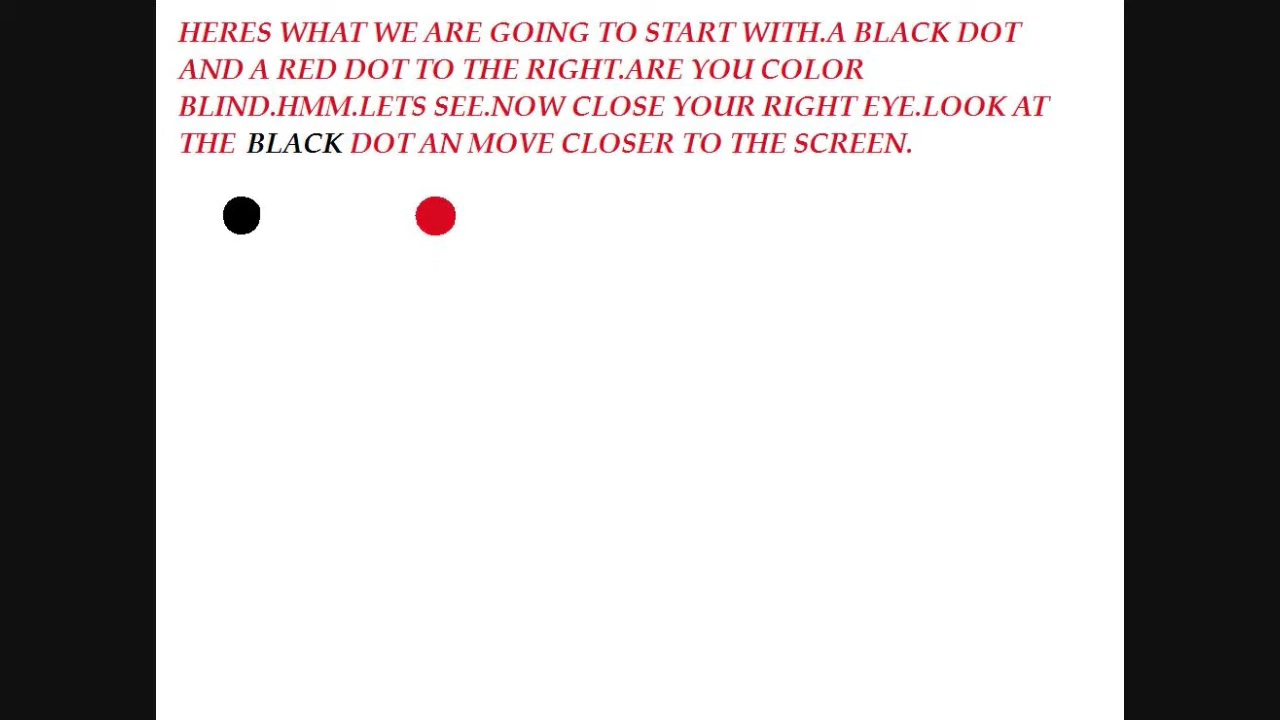 HERES WHAT WE ARE GOING TO START WITH.A BLACK DOT
AND A RED DOT TO THE RIGHT.ARE YOU COLOR
BLIND.HMM.LETS SEE.NOW CLOSE YOUR RIGHT EYE.LOOK AT
THE BLACK DOT AN MOVE CLOSER TO THE SCREEN.